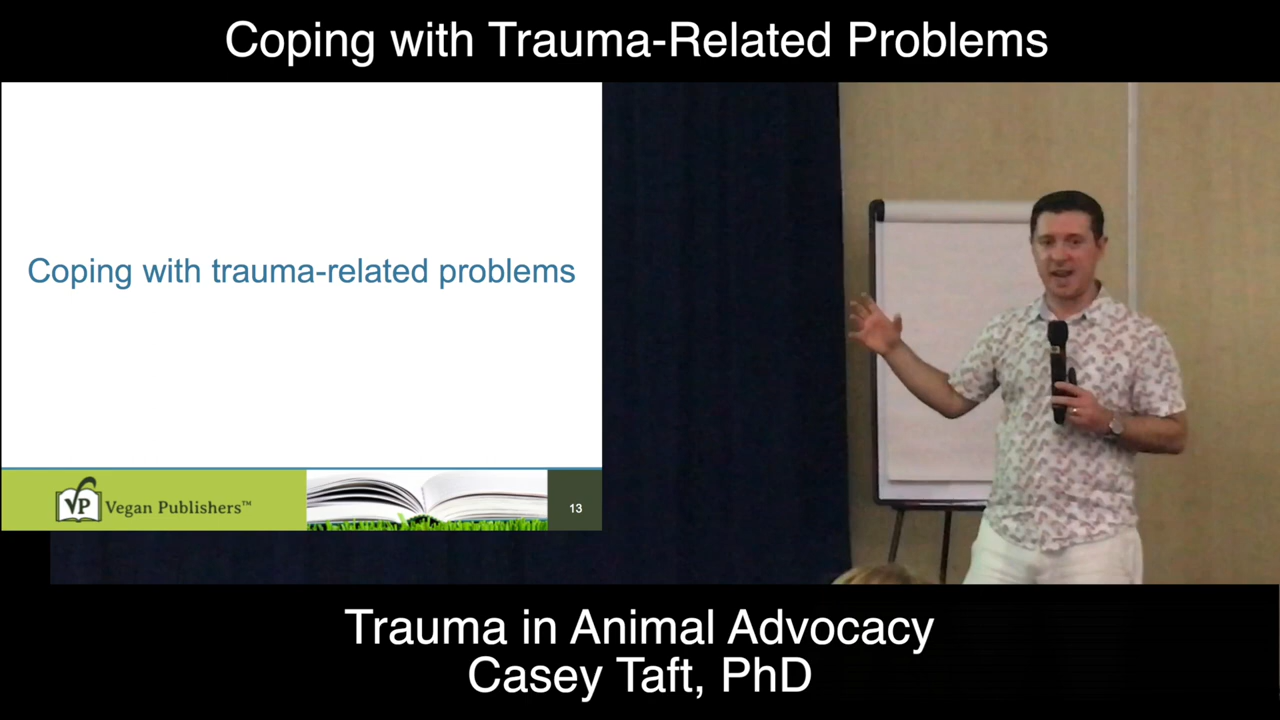 Coping with Trauma-Related Problems
Coping with trauma-related problems
VP Vegan Publishers™
13
Trauma in Animal Advocacy
Casey Taft, PhD